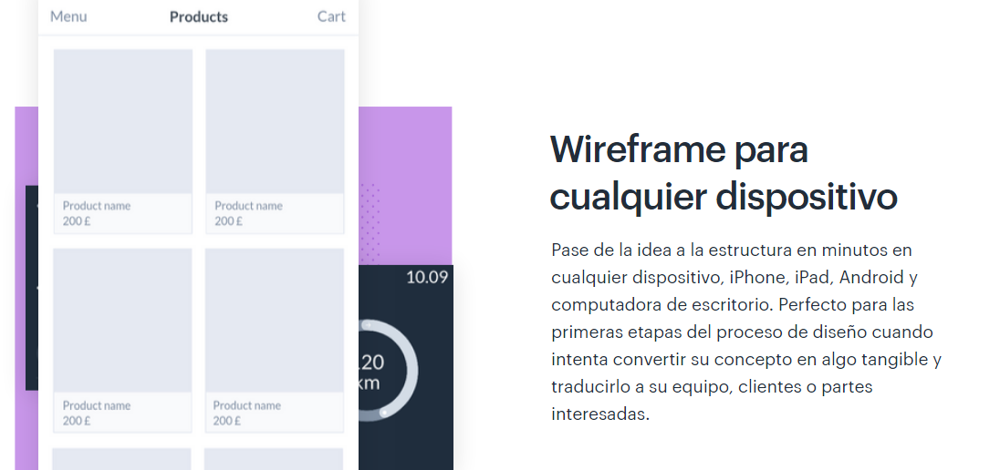 Menu Products Cart
Product name
200 £
Product name
200 £
Product name
200 £
Product name
200 £
10.09
.20
km
Wireframe para
cualquier dispositivo
Pase de la idea a la estructura en minutos en
cualquier dispositivo, iPhone, iPad, Android y
computadora de escritorio. Perfecto para las
primeras etapas del proceso de diseño cuando
intenta convertir su concepto en algo tangible y
traducirlo a su equipo, clientes o partes
interesadas.